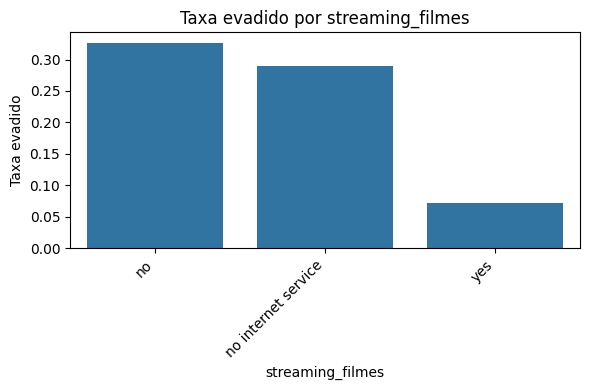 Taxa evadido por streaming_filmes
Taxa evadido
0.30
0.25
0.20
0.15
0.10
0.05
0.00
no
no internet service
yes
streaming_filmes